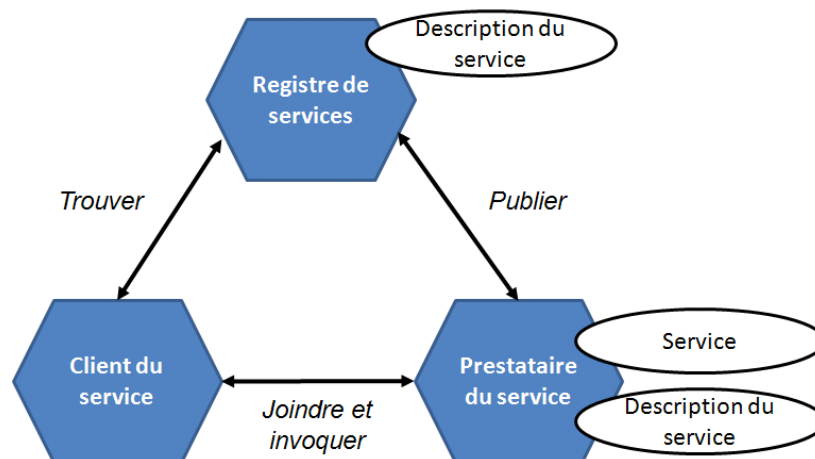 Description du
service
Registre de
services
Trouver
Publier
Client du
service
Joindre et
invoquer
Prestataire
du service
Service
Description du
service